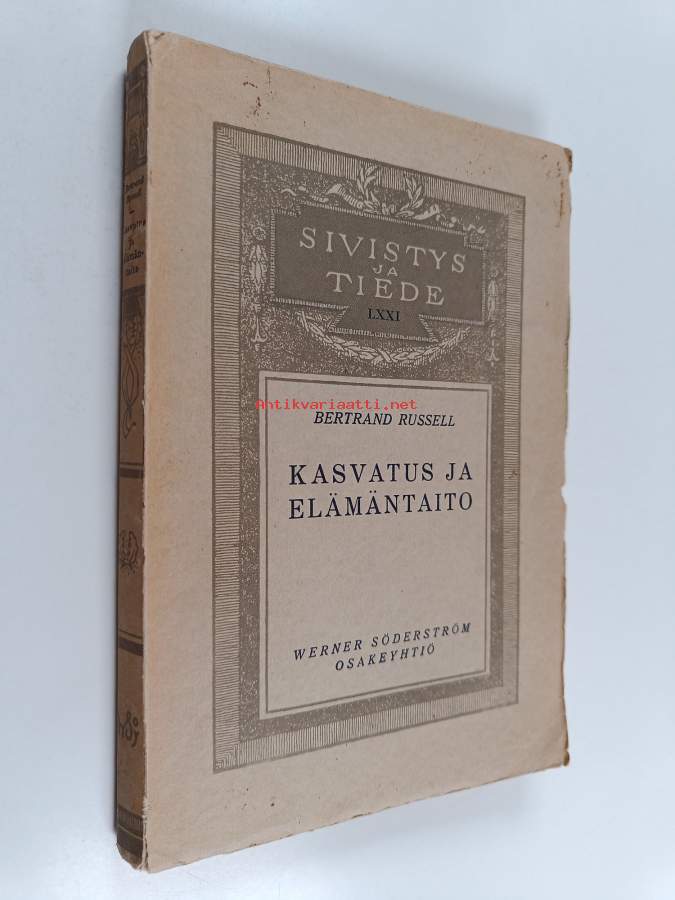 SIVISTYS
JA
TIEDE
LXXI
Antikvariaatti.net
BERTRAND RUSSELL
KASVATUS JA
ELÄMÄNTAITO
WERNER SÖDERSTRÖM
OSAKEYHTIÖ